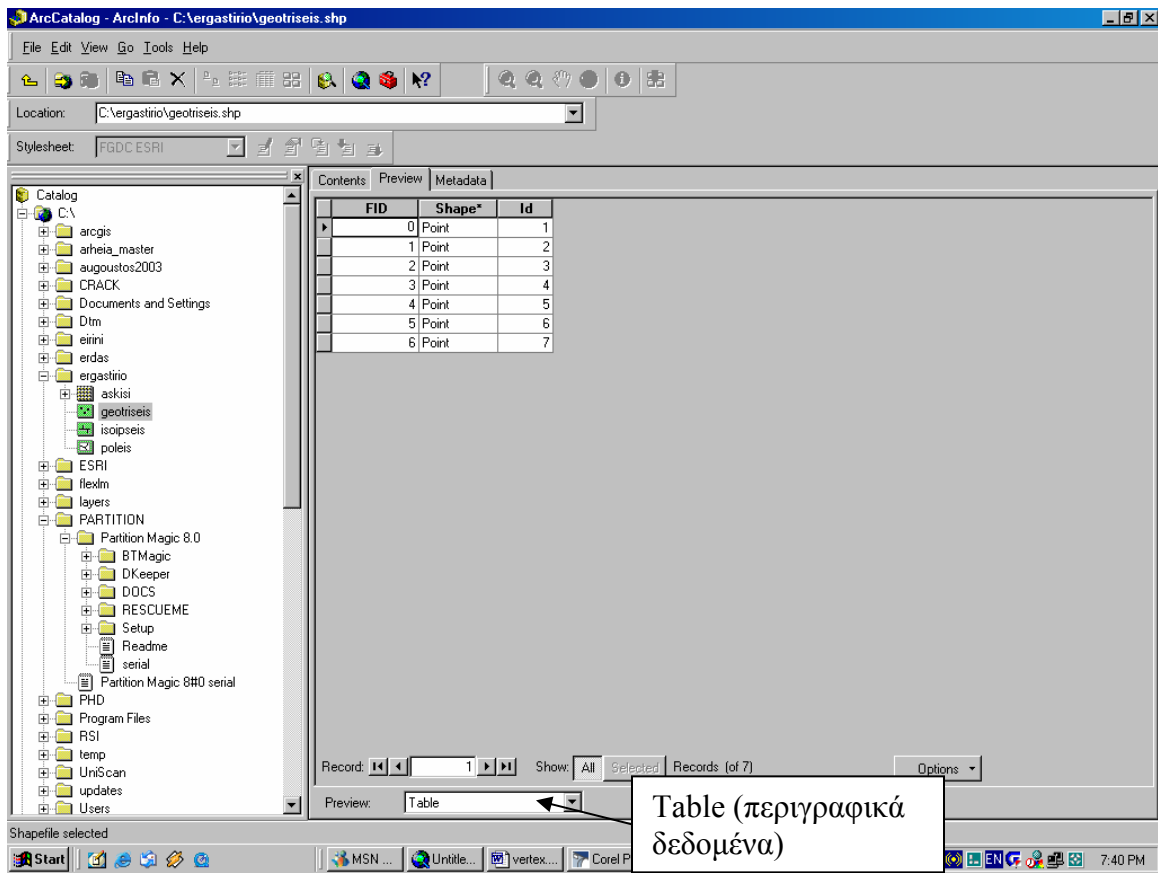 ArcCatalog - ArcInfo - C:\ergastirio\geotriseis.shp
File Edit View Go Tools Help
Location: C:\ergastirio\geotriseis.shp
Stylesheet: FGDC ESRI
Catalog
C:\
arcgis
arheia_master
augoustos2003
CRACK
Documents and Settings
Dtm
eirini
erdas
ergastirio
askisi
geotriseis
isoipseis
poleis
ESRI
flexlm
layers
PARTITION
Partition Magic 8.0
BTMagic
DKeeper
DOCS
RESCUEME
Setup
Readme
serial
Partition Magic 8#0 serial
PHD
Program Files
RSI
temp
UniScan
updates
Users
Contents Preview Metadata
FID Shape* Id
0 Point 1
1 Point 2
2 Point 3
3 Point 4
4 Point 5
5 Point 6
6 Point 7
Record: 1 Show: All Selected Records (of 7) Options
Preview: Table
Table (περιγραφικά
δεδομένα)
Shapefile selected
Start MSN ... Untitle... vertex.... Corel P EN 7:40 PM